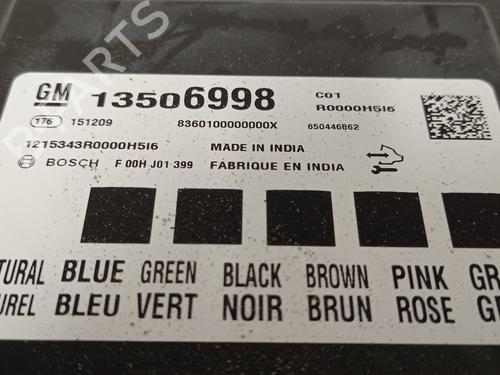 GM 13506998 C01
R0000H5I6
176 151209 8360100000000X 650446862
1215343R0000H5I6 MADE IN INDIA
BOSCH F 00H J01 399 FABRIQUE EN INDIA
TURAL BLUE GREEN BLACK BROWN PINK GR
UREL BLEU VERT NOIR BRUN ROSE